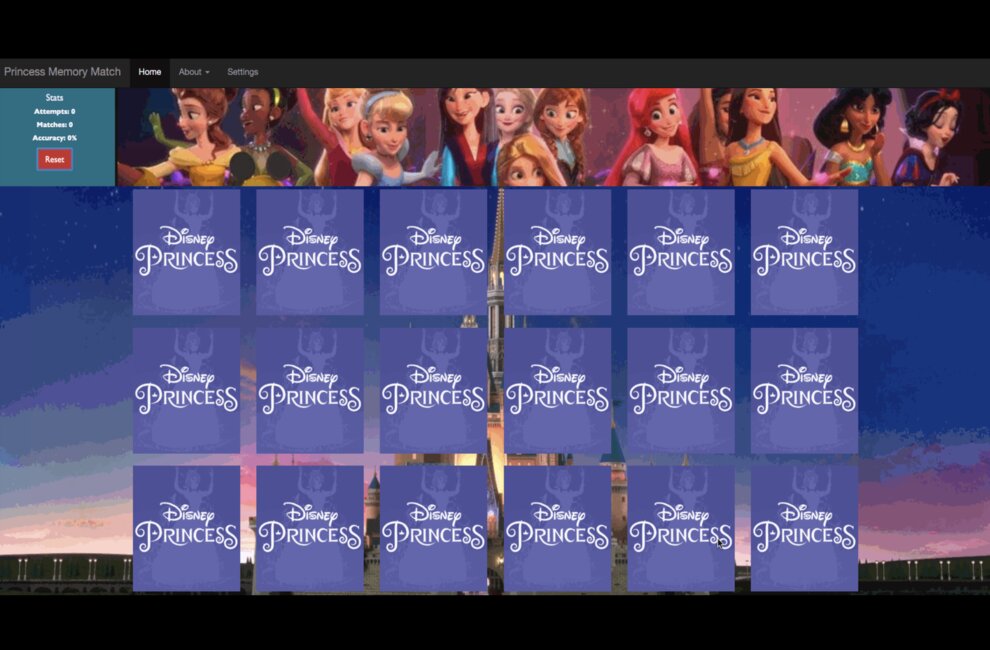 Princess Memory Match Home About Settings
Stats
Attempts: 0
Matches: 0
Accuracy: 0%
Reset
Disney Disney Disney Disney Disney Disney
Princess Princess Princess Princess Princess Princess
Disney Disney Disney Disney Disney Disney
Princess Princess Princess Princess Princess Princess
Disney Disney Disney Disney Disney Disney
Princess Princess Princess Princess Princess Princess